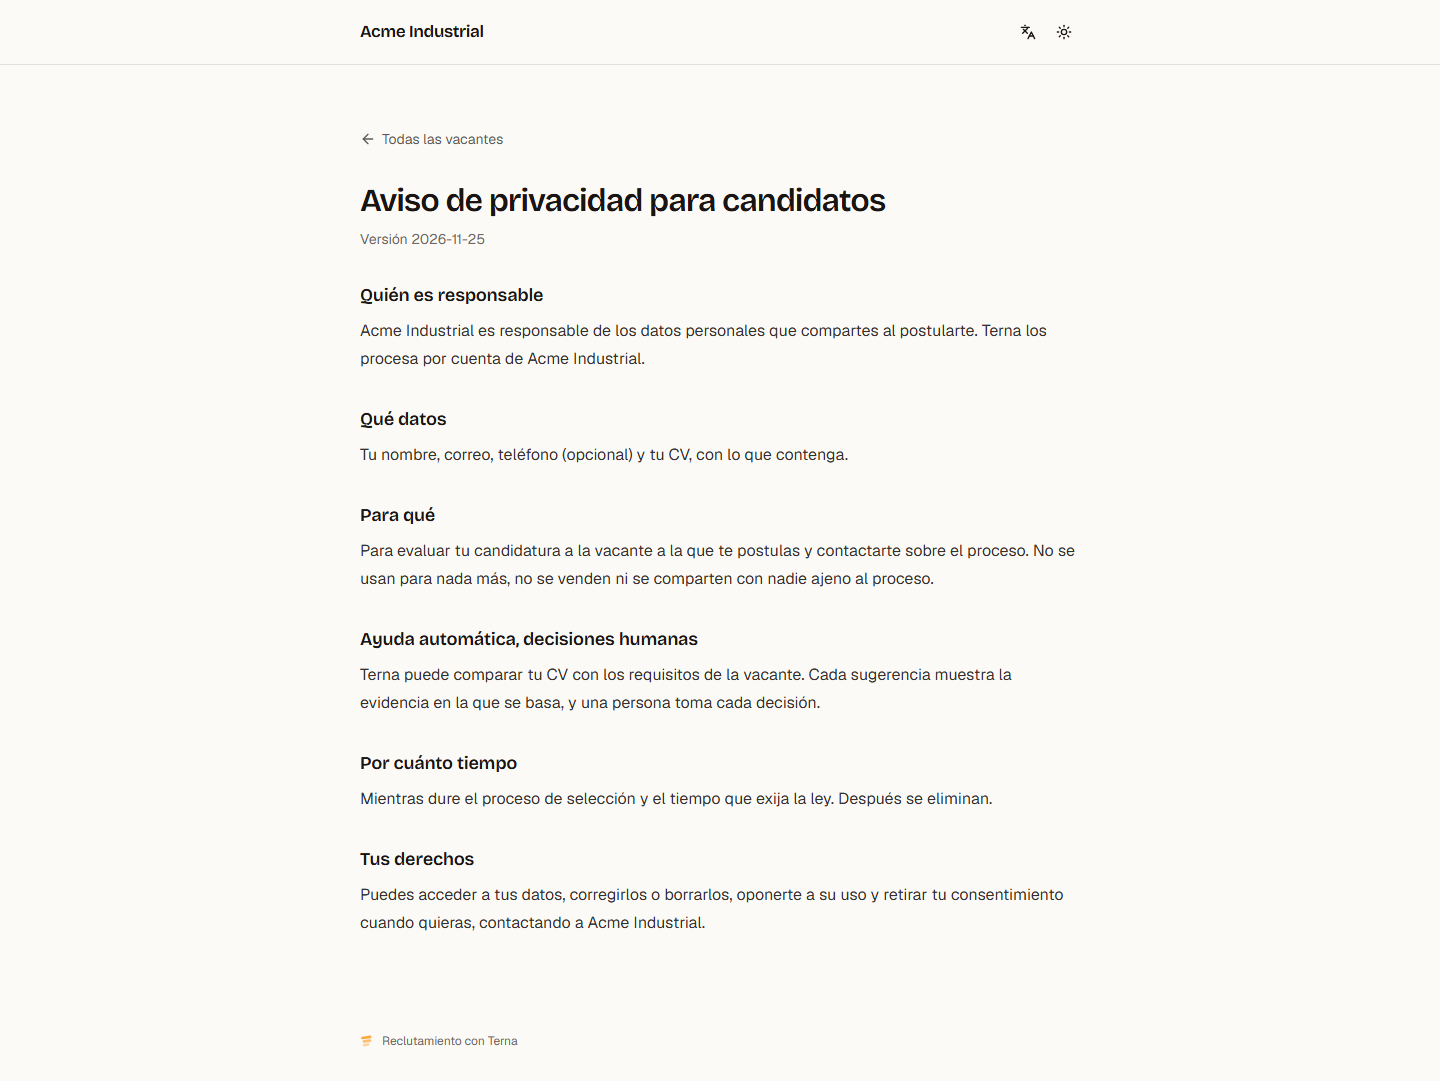 Acme Industrial
Todas las vacantes
Aviso de privacidad para candidatos
Versión 2026-11-25
Quién es responsable
Acme Industrial es responsable de los datos personales que compartes al postularte. Terna los
procesa por cuenta de Acme Industrial.
Qué datos
Tu nombre, correo, teléfono (opcional) y tu CV, con lo que contenga.
Para qué
Para evaluar tu candidatura a la vacante a la que te postulas y contactarte sobre el proceso. No se
usan para nada más, no se venden ni se comparten con nadie ajeno al proceso.
Ayuda automática, decisiones humanas
Terna puede comparar tu CV con los requisitos de la vacante. Cada sugerencia muestra la
evidencia en la que se basa, y una persona toma cada decisión.
Por cuánto tiempo
Mientras dure el proceso de selección y el tiempo que exija la ley. Después se eliminan.
Tus derechos
Puedes acceder a tus datos, corregirlos o borrarlos, oponerte a su uso y retirar tu consentimiento
cuando quieras, contactando a Acme Industrial.
Reclutamiento con Terna